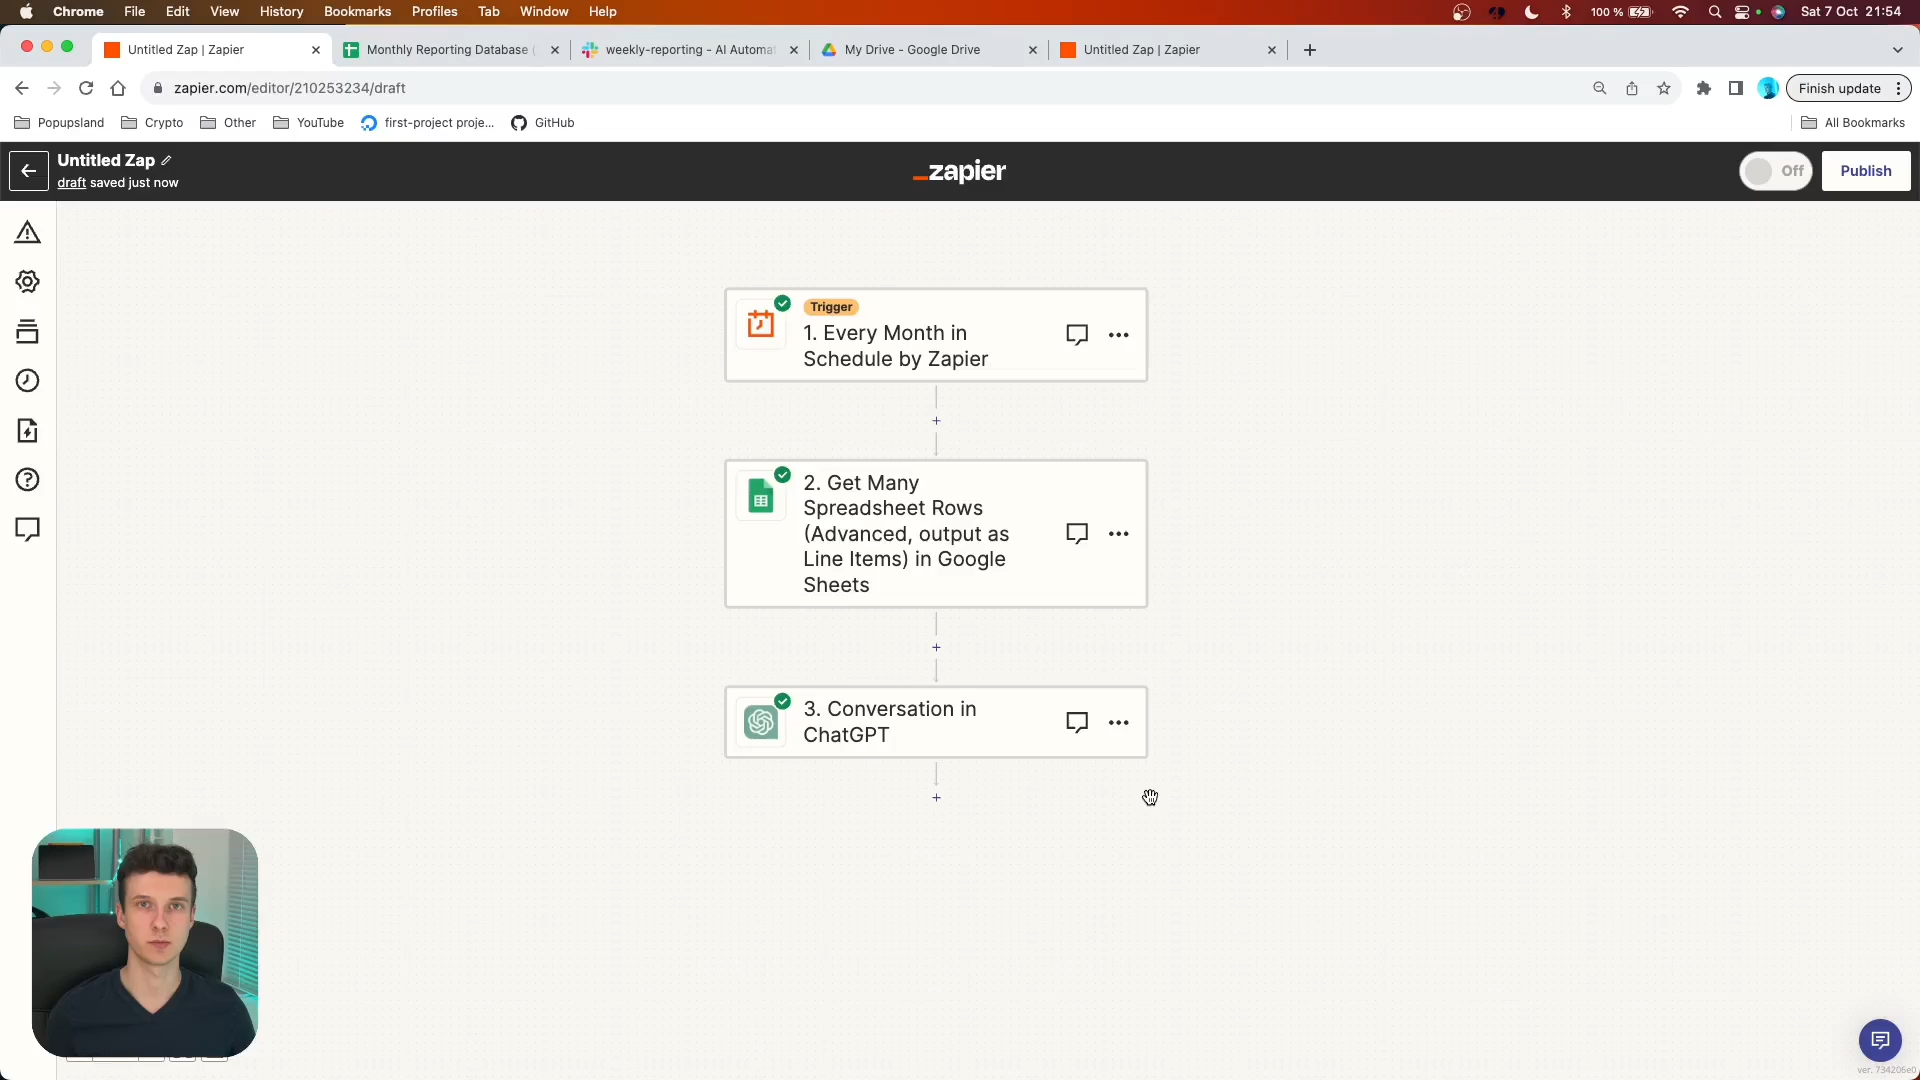 Chrome File Edit View History Bookmarks Profiles Tab Window Help 100 % Sat 7 Oct 21:54
Untitled Zap | Zapier Monthly Reporting Database ( weekly-reporting - AI Automat My Drive - Google Drive Untitled Zap | Zapier
zapier.com/editor/210253234/draft Finish update
Popupsland Crypto Other YouTube first-project proje... GitHub All Bookmarks
Untitled Zap
draft saved just now
_zapier
Off
Publish
Trigger
1. Every Month in
Schedule by Zapier
2. Get Many
Spreadsheet Rows
(Advanced, output as
Line Items) in Google
Sheets
3. Conversation in
ChatGPT
ver. 734206e0